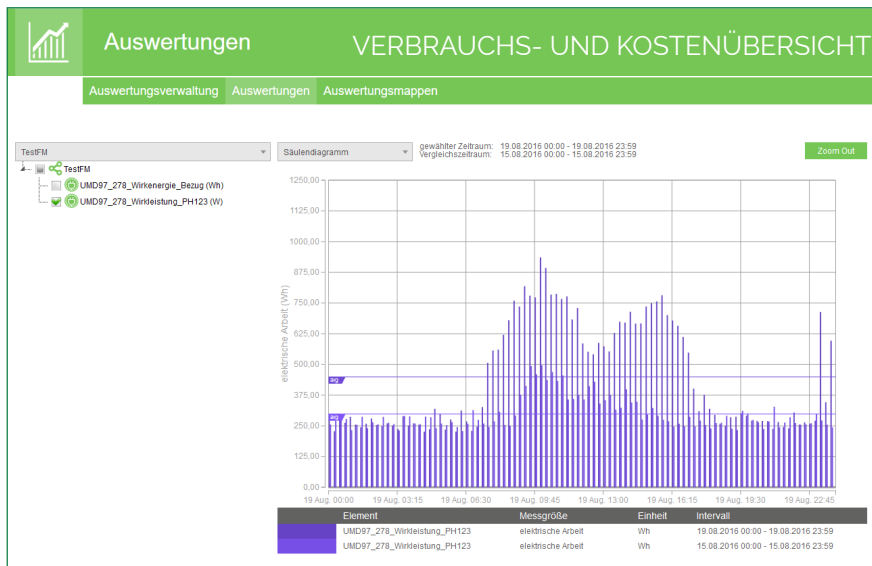 Auswertungen
VERBRAUCHS- UND KOSTENÜBERSICHT
Auswertungsverwaltung Auswertungen Auswertungsmappen
TestFM
Säulendiagramm
gewählter Zeitraum: 19.08.2016 00:00 - 19.08.2016 23:59
Vergleichszeitraum: 15.08.2016 00:00 - 15.08.2016 23:59
Zoom Out
TestFM
UMD97_278_Wirkenergie_Bezug (Wh)
UMD97_278_Wirkleistung_PH123 (W)
elektrische Arbeit (Wh)
1250,00
1125,00
1000,00
875,00
750,00
625,00
500,00
375,00
250,00
125,00
0,00
avg
avg
19 Aug. 00:00 19 Aug. 03:15 19 Aug. 06:30 19 Aug. 09:45 19 Aug. 13:00 19 Aug. 16:15 19 Aug. 19:30 19 Aug. 22:45
Element Messgröße Einheit Intervall
UMD97_278_Wirkleistung_PH123 elektrische Arbeit Wh 19.08.2016 00:00 - 19.08.2016 23:59
UMD97_278_Wirkleistung_PH123 elektrische Arbeit Wh 15.08.2016 00:00 - 15.08.2016 23:59